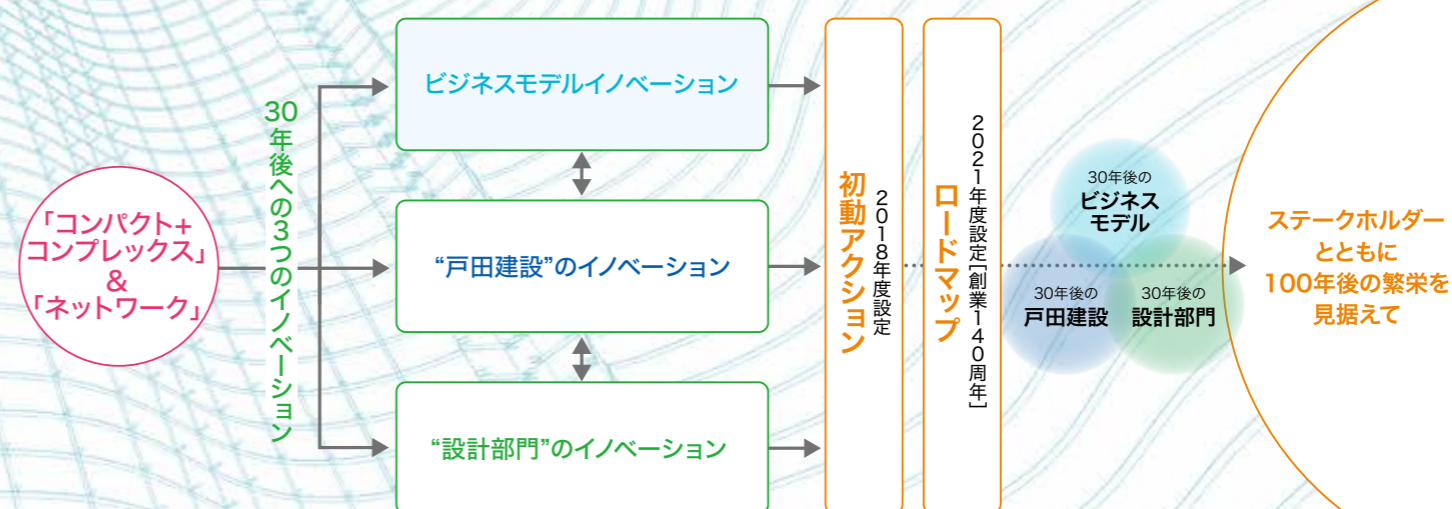 「コンパクト+
コンプレックス」
&
「ネットワーク」
30年後への3つのイノベーション
ビジネスモデルイノベーション
“戸田建設”のイノベーション
“設計部門”のイノベーション
初動アクション
2018年度設定
ロードマップ
2021年度設定[創業140周年]
30年後の
ビジネス
モデル
30年後の
戸田建設
30年後の
設計部門
ステークホルダー
とともに
100年後の繁栄を
見据えて